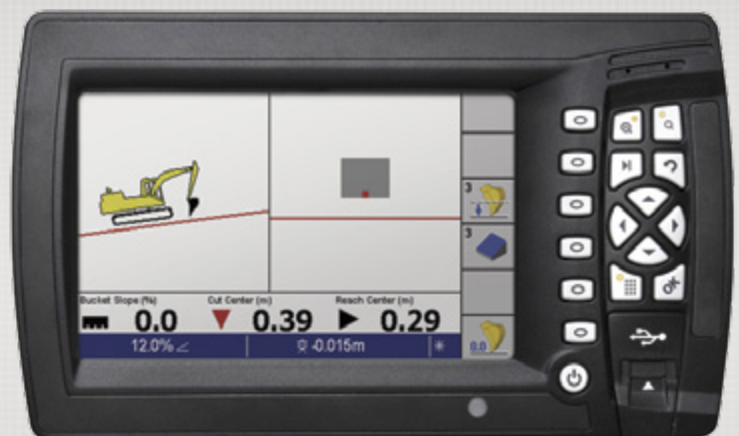 3
3
Bucket Slope (%) Cut Center (m) Reach Center (m)
0.0 0.39 0.29
12.0% -0.015m
0.0
OK